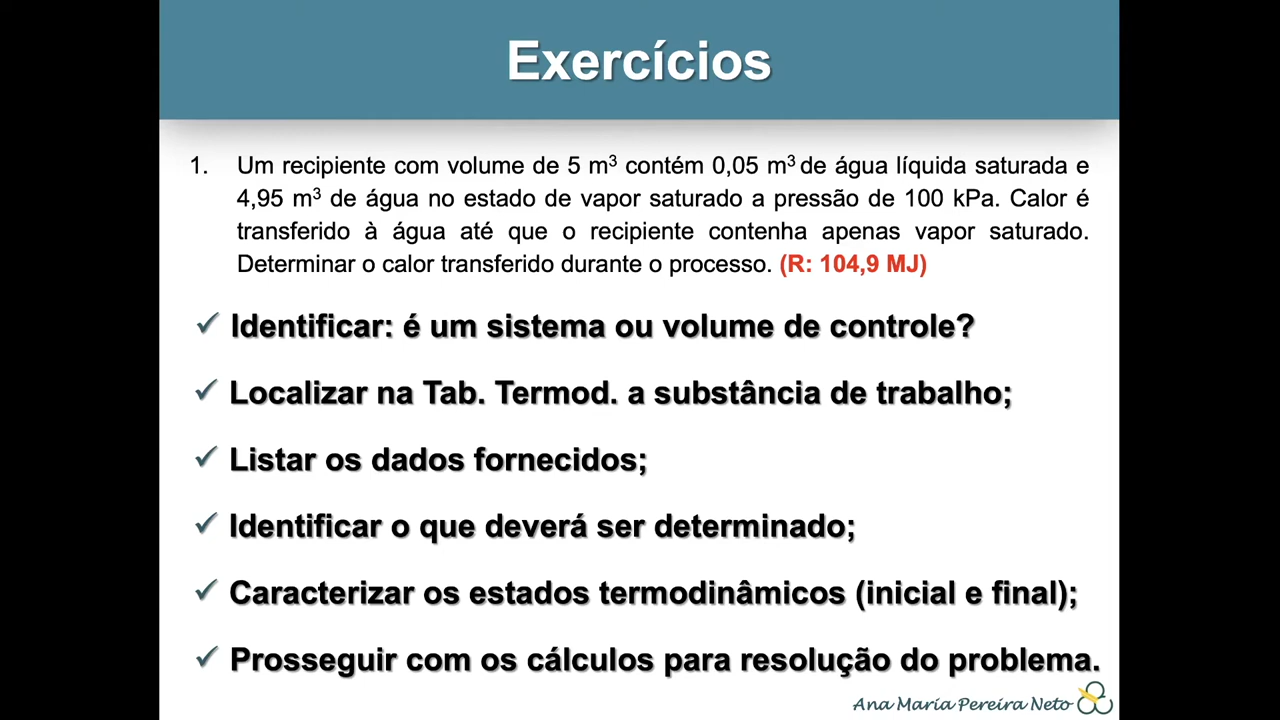 Exercícios
1. Um recipiente com volume de 5 m³ contém 0,05 m³ de água líquida saturada e
4,95 m³ de água no estado de vapor saturado a pressão de 100 kPa. Calor é
transferido à água até que o recipiente contenha apenas vapor saturado.
Determinar o calor transferido durante o processo. (R: 104,9 MJ)
✓ Identificar: é um sistema ou volume de controle?
✓ Localizar na Tab. Termod. a substância de trabalho;
✓ Listar os dados fornecidos;
✓ Identificar o que deverá ser determinado;
✓ Caracterizar os estados termodinâmicos (inicial e final);
✓ Prosseguir com os cálculos para resolução do problema.
Ana Maria Pereira Neto